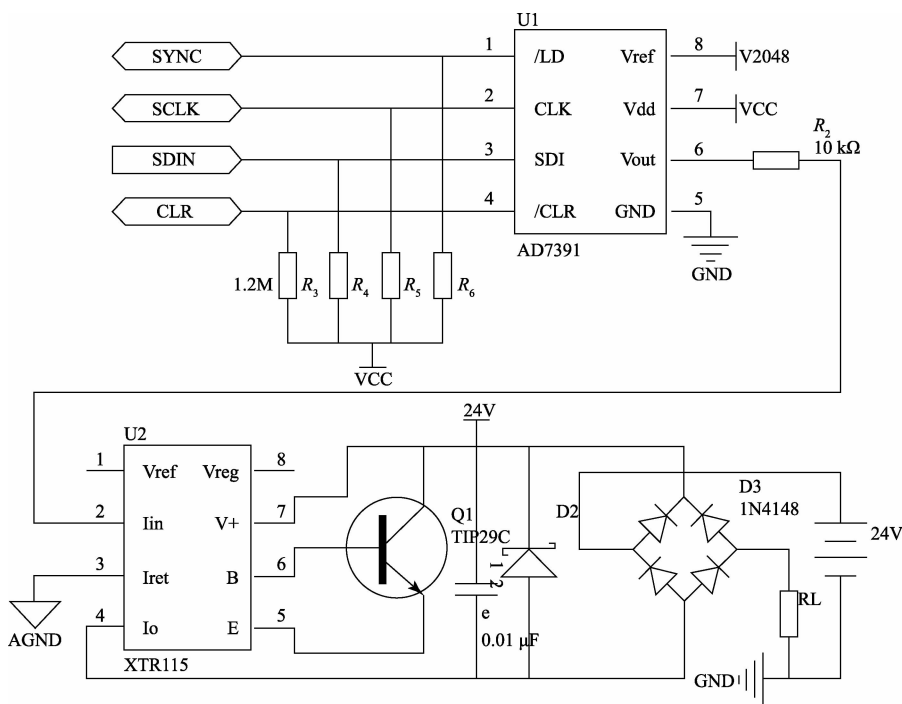 U1
SYNC
1
/LD
Vref
8
V2048
SCLK
2
CLK
Vdd
7
VCC
R2
10 kΩ
SDIN
3
SDI
Vout
6
CLR
4
/CLR
GND
5
AD7391
GND
1.2M
R3
R4
R5
R6
VCC
24V
U2
1
Vref
Vreg
8
2
Iin
V+
7
Q1
TIP29C
D2
D3
1N4148
24V
3
Iret
B
6
1
2
AGND
4
Io
E
5
e
0.01 μF
RL
XTR115
GND